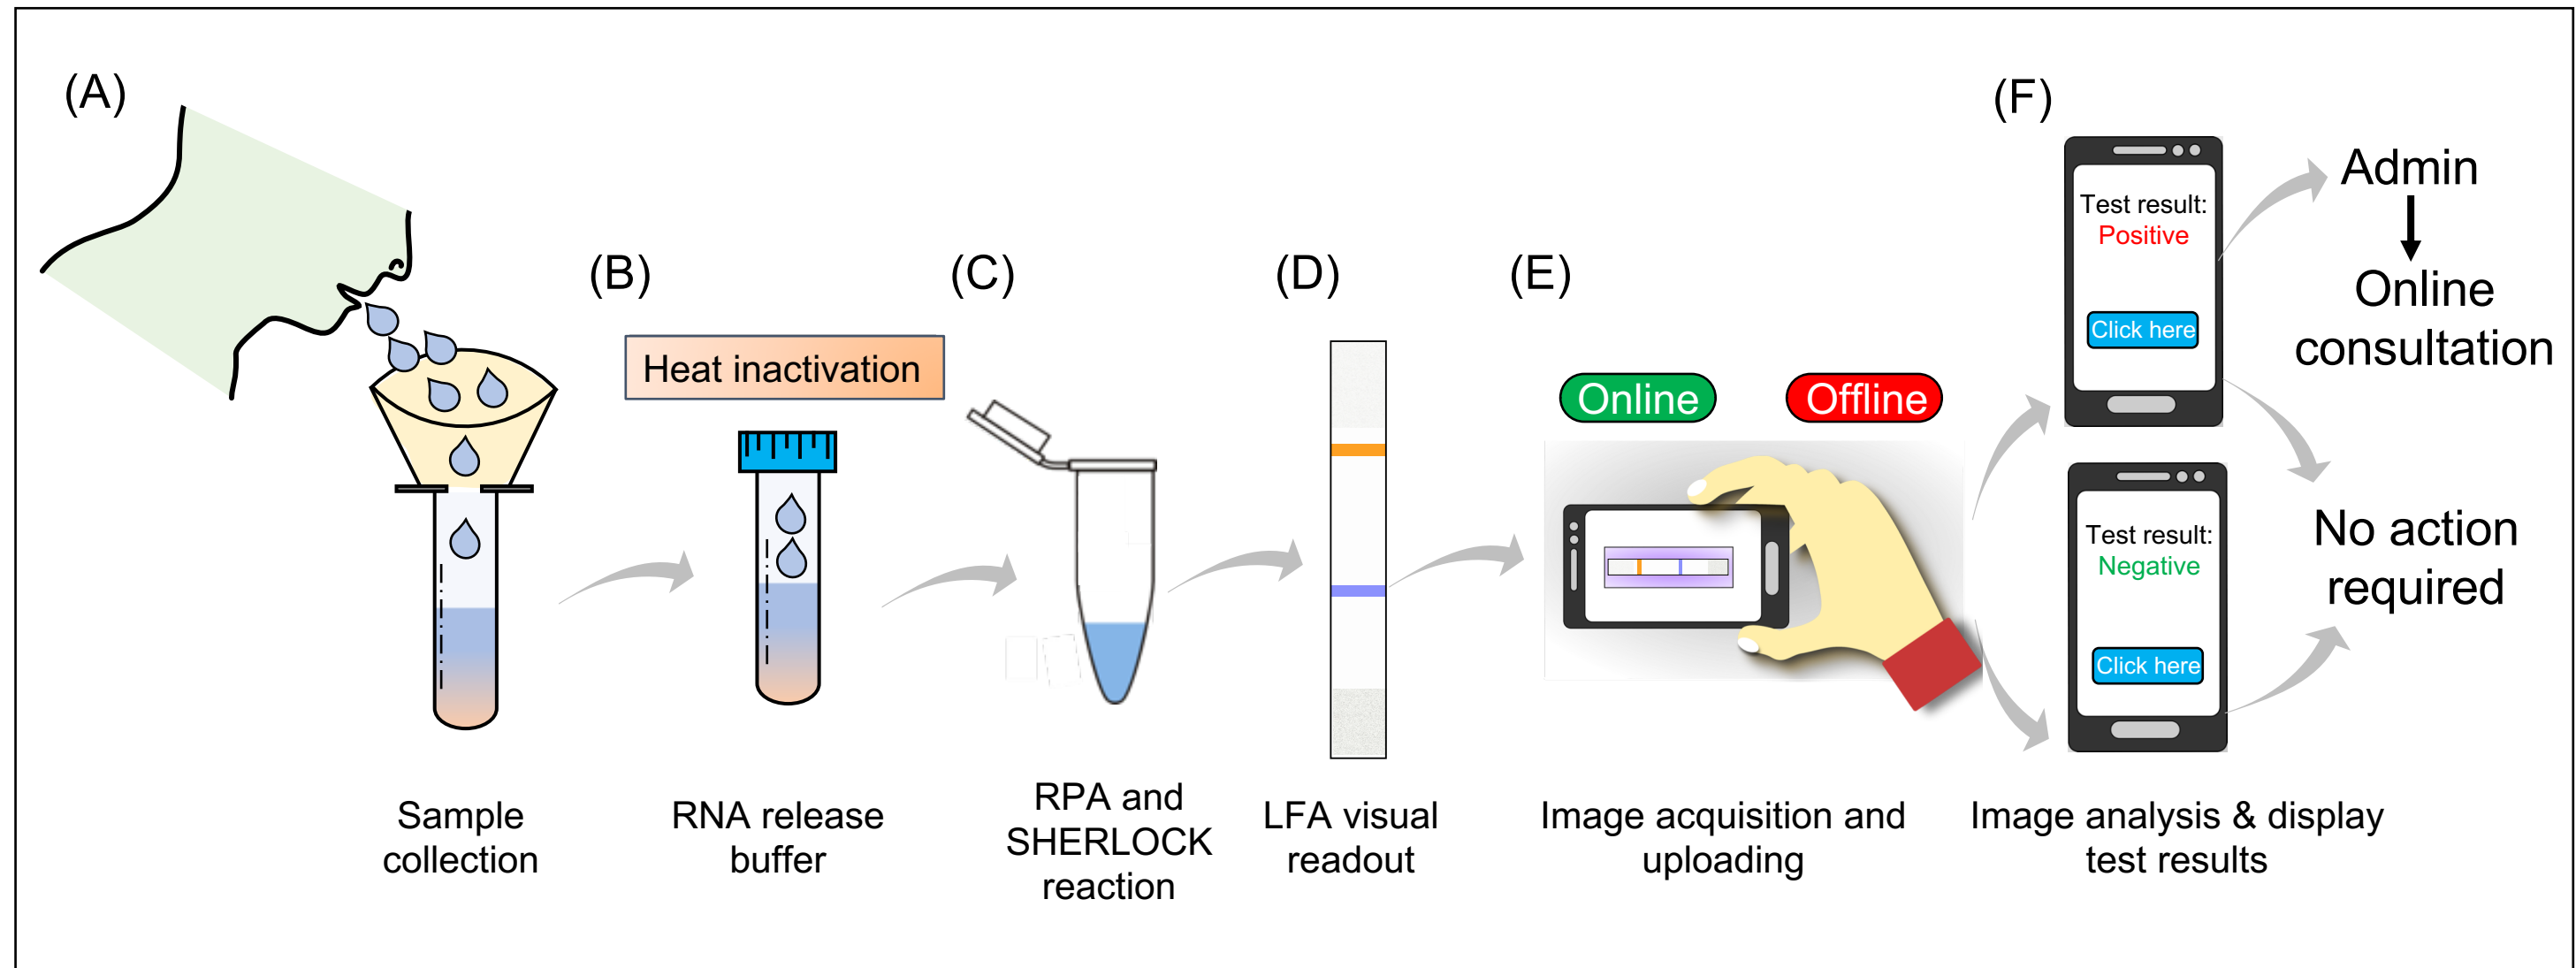 (A)
(B)
Heat inactivation
(C)
(D)
(E)
Online
Offline
(F)
Test result:
Positive
Click here
Admin
Online
consultation
Test result:
Negative
Click here
No action
required
Sample
collection
RNA release
buffer
RPA and
SHERLOCK
reaction
LFA visual
readout
Image acquisition and
uploading
Image analysis & display
test results